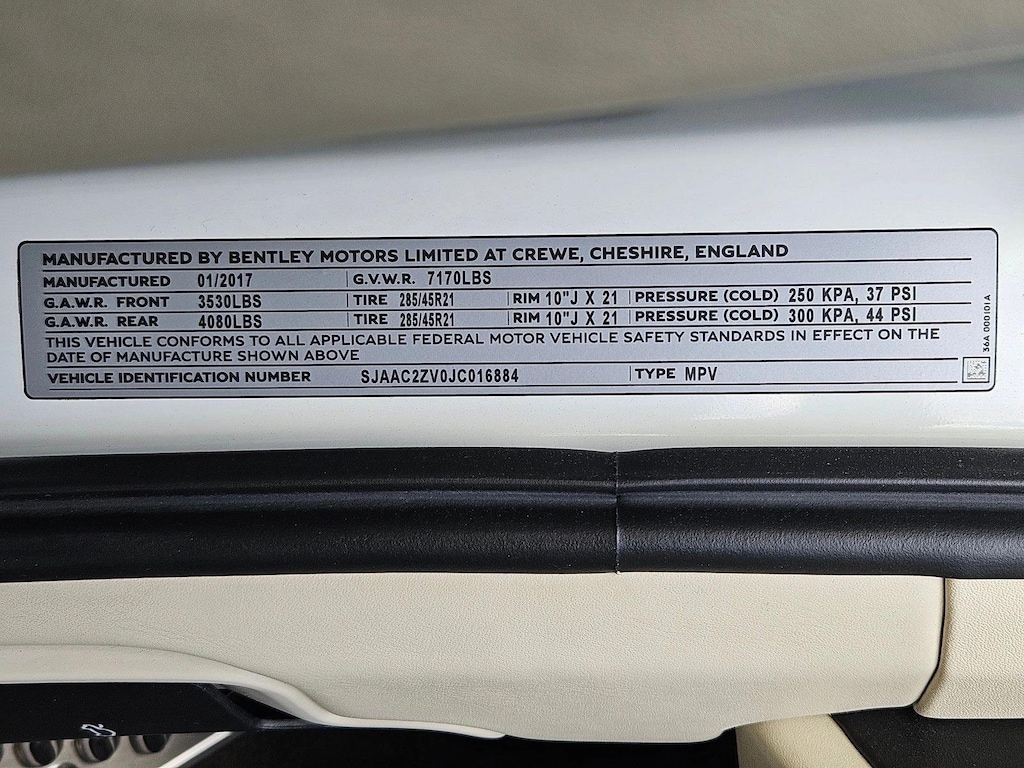 MANUFACTURED BY BENTLEY MOTORS LIMITED AT CREWE, CHESHIRE, ENGLAND
MANUFACTURED 01/2017 G.V.W.R. 7170LBS
G.A.W.R. FRONT 3530LBS TIRE 285/45R21 RIM 10"J X 21 PRESSURE (COLD) 250 KPA, 37 PSI
G.A.W.R. REAR 4080LBS TIRE 285/45R21 RIM 10"J X 21 PRESSURE (COLD) 300 KPA, 44 PSI
THIS VEHICLE CONFORMS TO ALL APPLICABLE FEDERAL MOTOR VEHICLE SAFETY STANDARDS IN EFFECT ON THE
DATE OF MANUFACTURE SHOWN ABOVE
VEHICLE IDENTIFICATION NUMBER SJAAC2ZV0JC016884 TYPE MPV
36A 000 101 A
B